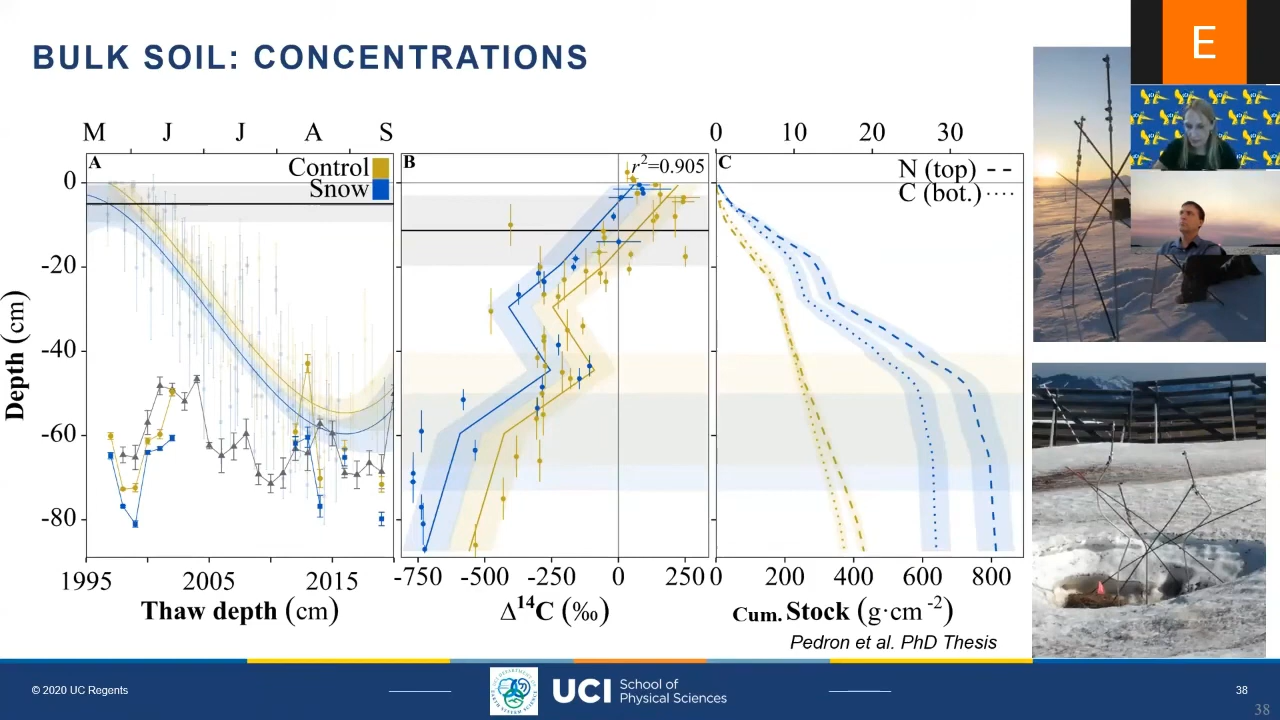 BULK SOIL: CONCENTRATIONS
E
M J J A S
0 10 20 30
A
Control
Snow
B
r²=0.905
C
N (top)
C (bot.)
0
-20
-40
-60
-80
Depth (cm)
1995 2005 2015
-750 -500 -250 0 250
0 200 400 600 800
Thaw depth (cm)
Δ¹⁴C (‰)
Cum. Stock (g·cm⁻²)
Pedron et al. PhD Thesis
© 2020 UC Regents
UCI School of
Physical Sciences
38
38